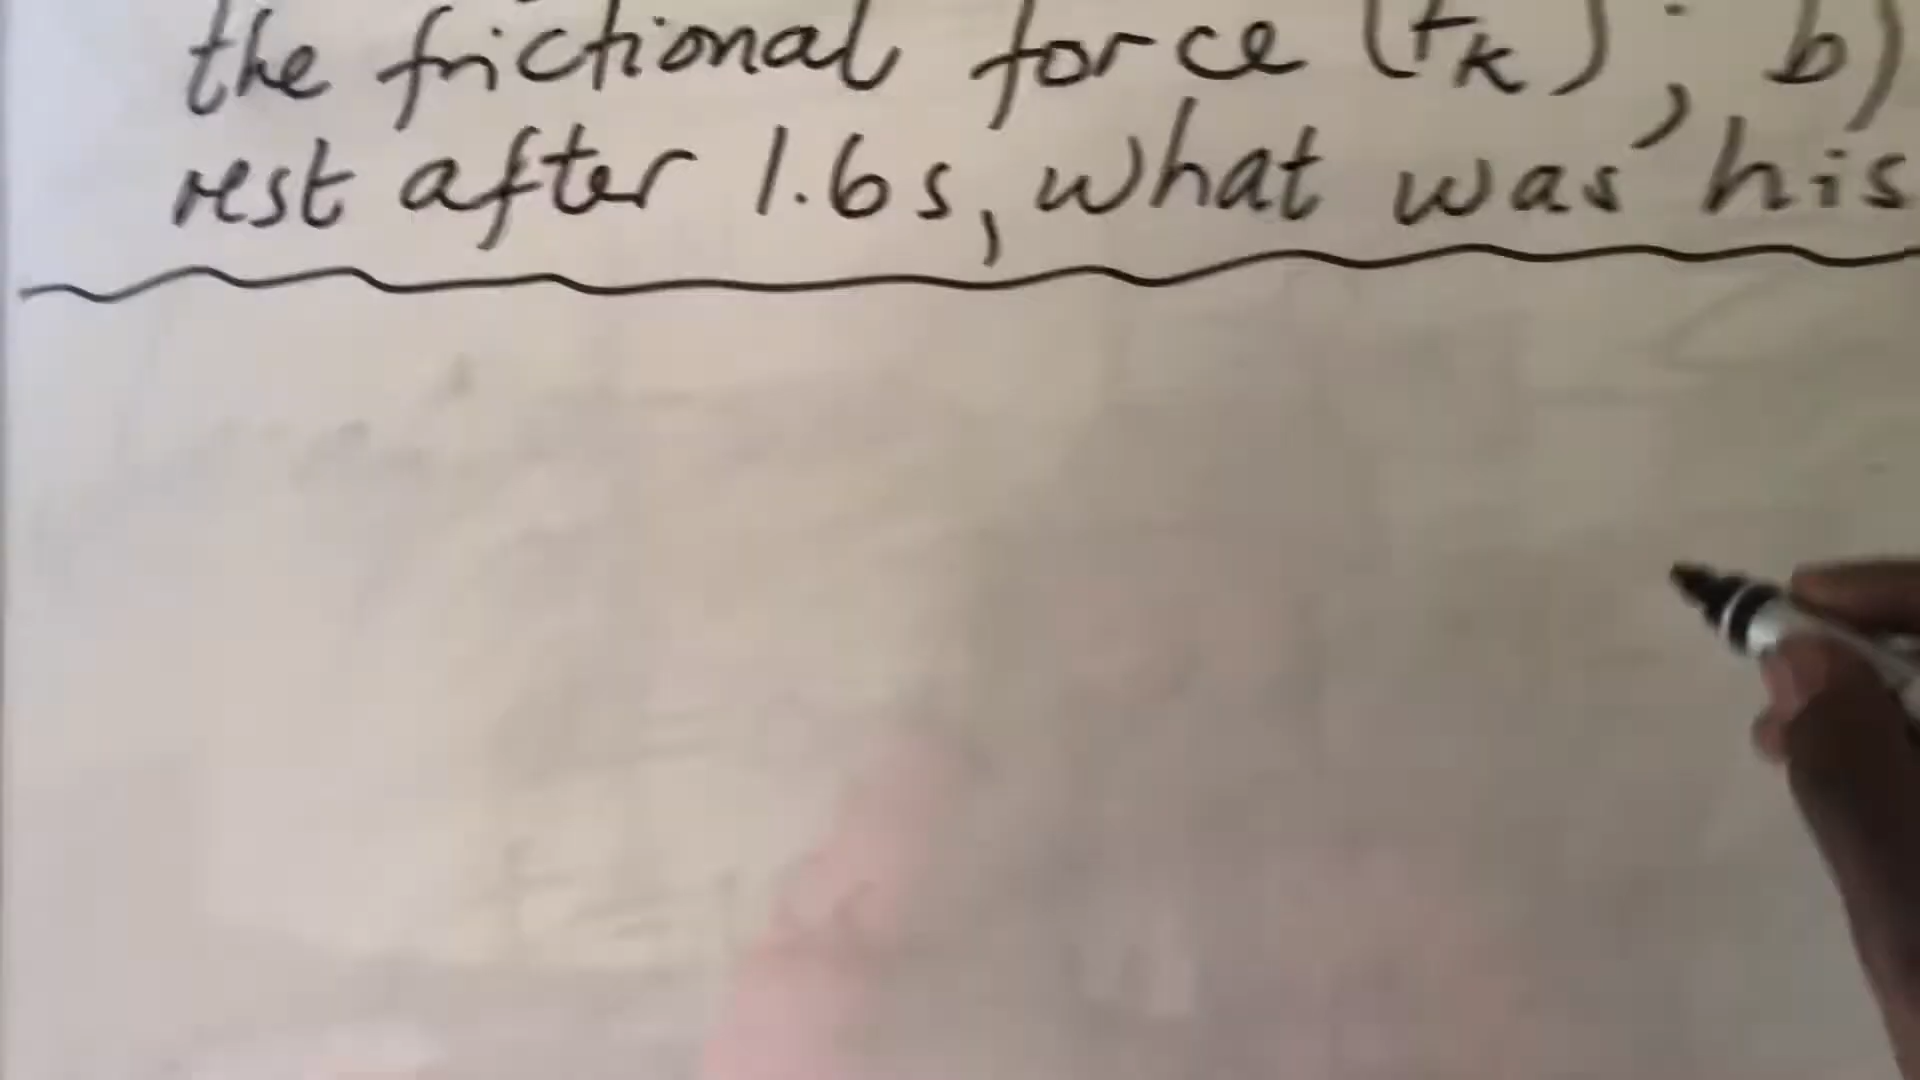 the frictional force (Fk); b)
rest after 1.6s, what was his